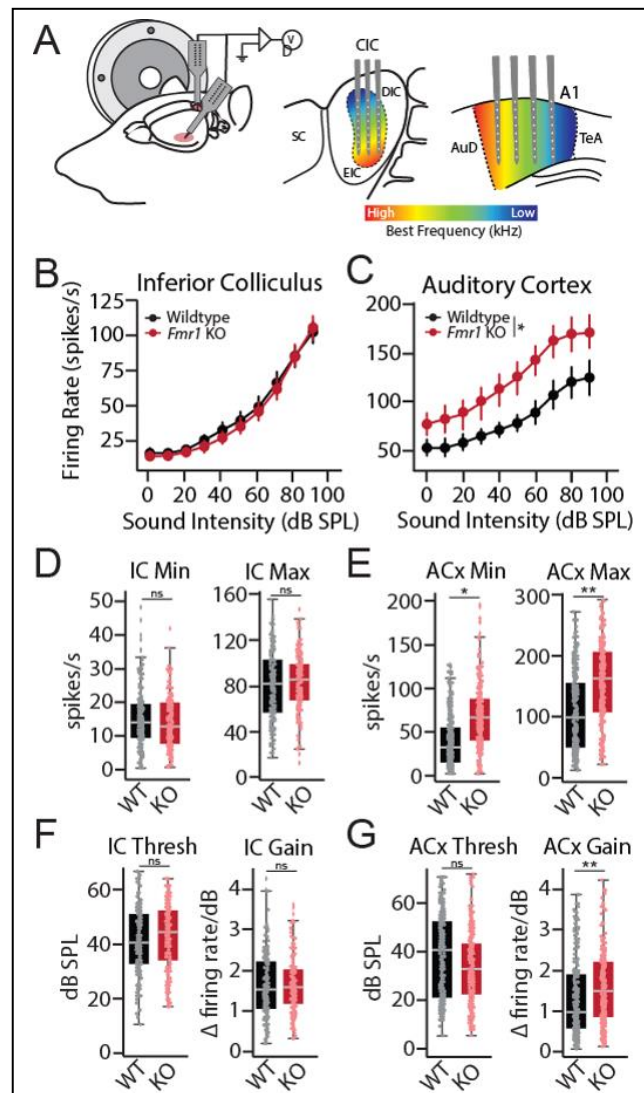 A
V
D
CIC
DIC
SC
EIC
A1
AuD
TeA
High Low
Best Frequency (kHz)
B Inferior Colliculus
Firing Rate (spikes/s)
125
100
75
50
25
Wildtype
Fmr1 KO
0 20 40 60 80 100
Sound Intensity (dB SPL)
C Auditory Cortex
200
150
100
50
Wildtype
Fmr1 KO *
0 20 40 60 80 100
Sound Intensity (dB SPL)
D
IC Min
ns
spikes/s
50
40
30
20
10
0
WT KO
IC Max
ns
160
120
80
40
0
WT KO
E
ACx Min
*
spikes/s
200
150
100
50
0
WT KO
ACx Max
**
300
200
100
0
WT KO
F
IC Thresh
ns
dB SPL
60
40
20
0
WT KO
IC Gain
ns
Δ firing rate/dB
4
3
2
1
0
WT KO
G
ACx Thresh
ns
dB SPL
60
40
20
0
WT KO
ACx Gain
**
Δ firing rate/dB
4
3
2
1
0
WT KO